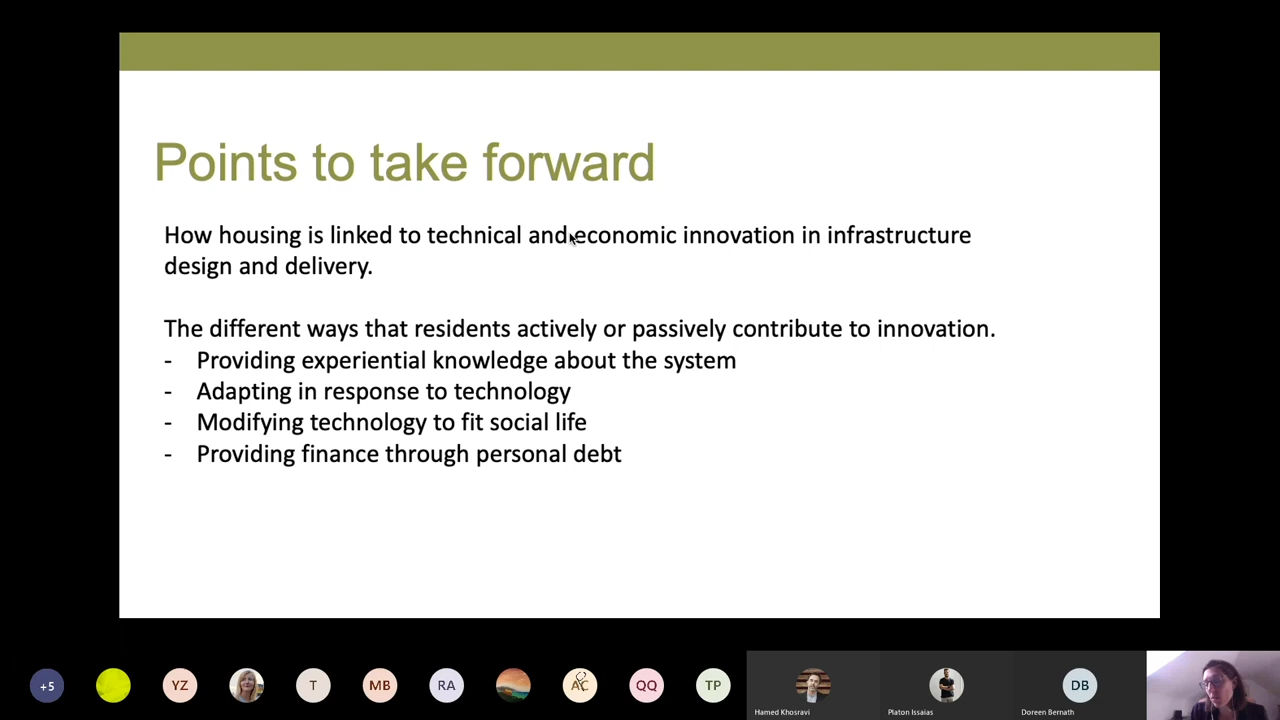 Points to take forward
How housing is linked to technical and economic innovation in infrastructure
design and delivery.
The different ways that residents actively or passively contribute to innovation.
- Providing experiential knowledge about the system
- Adapting in response to technology
- Modifying technology to fit social life
- Providing finance through personal debt
+5
YZ
T
MB
RA
AC
QQ
TP
DB
Hamed Khosravi
Platon Issaias
Doreen Bernath